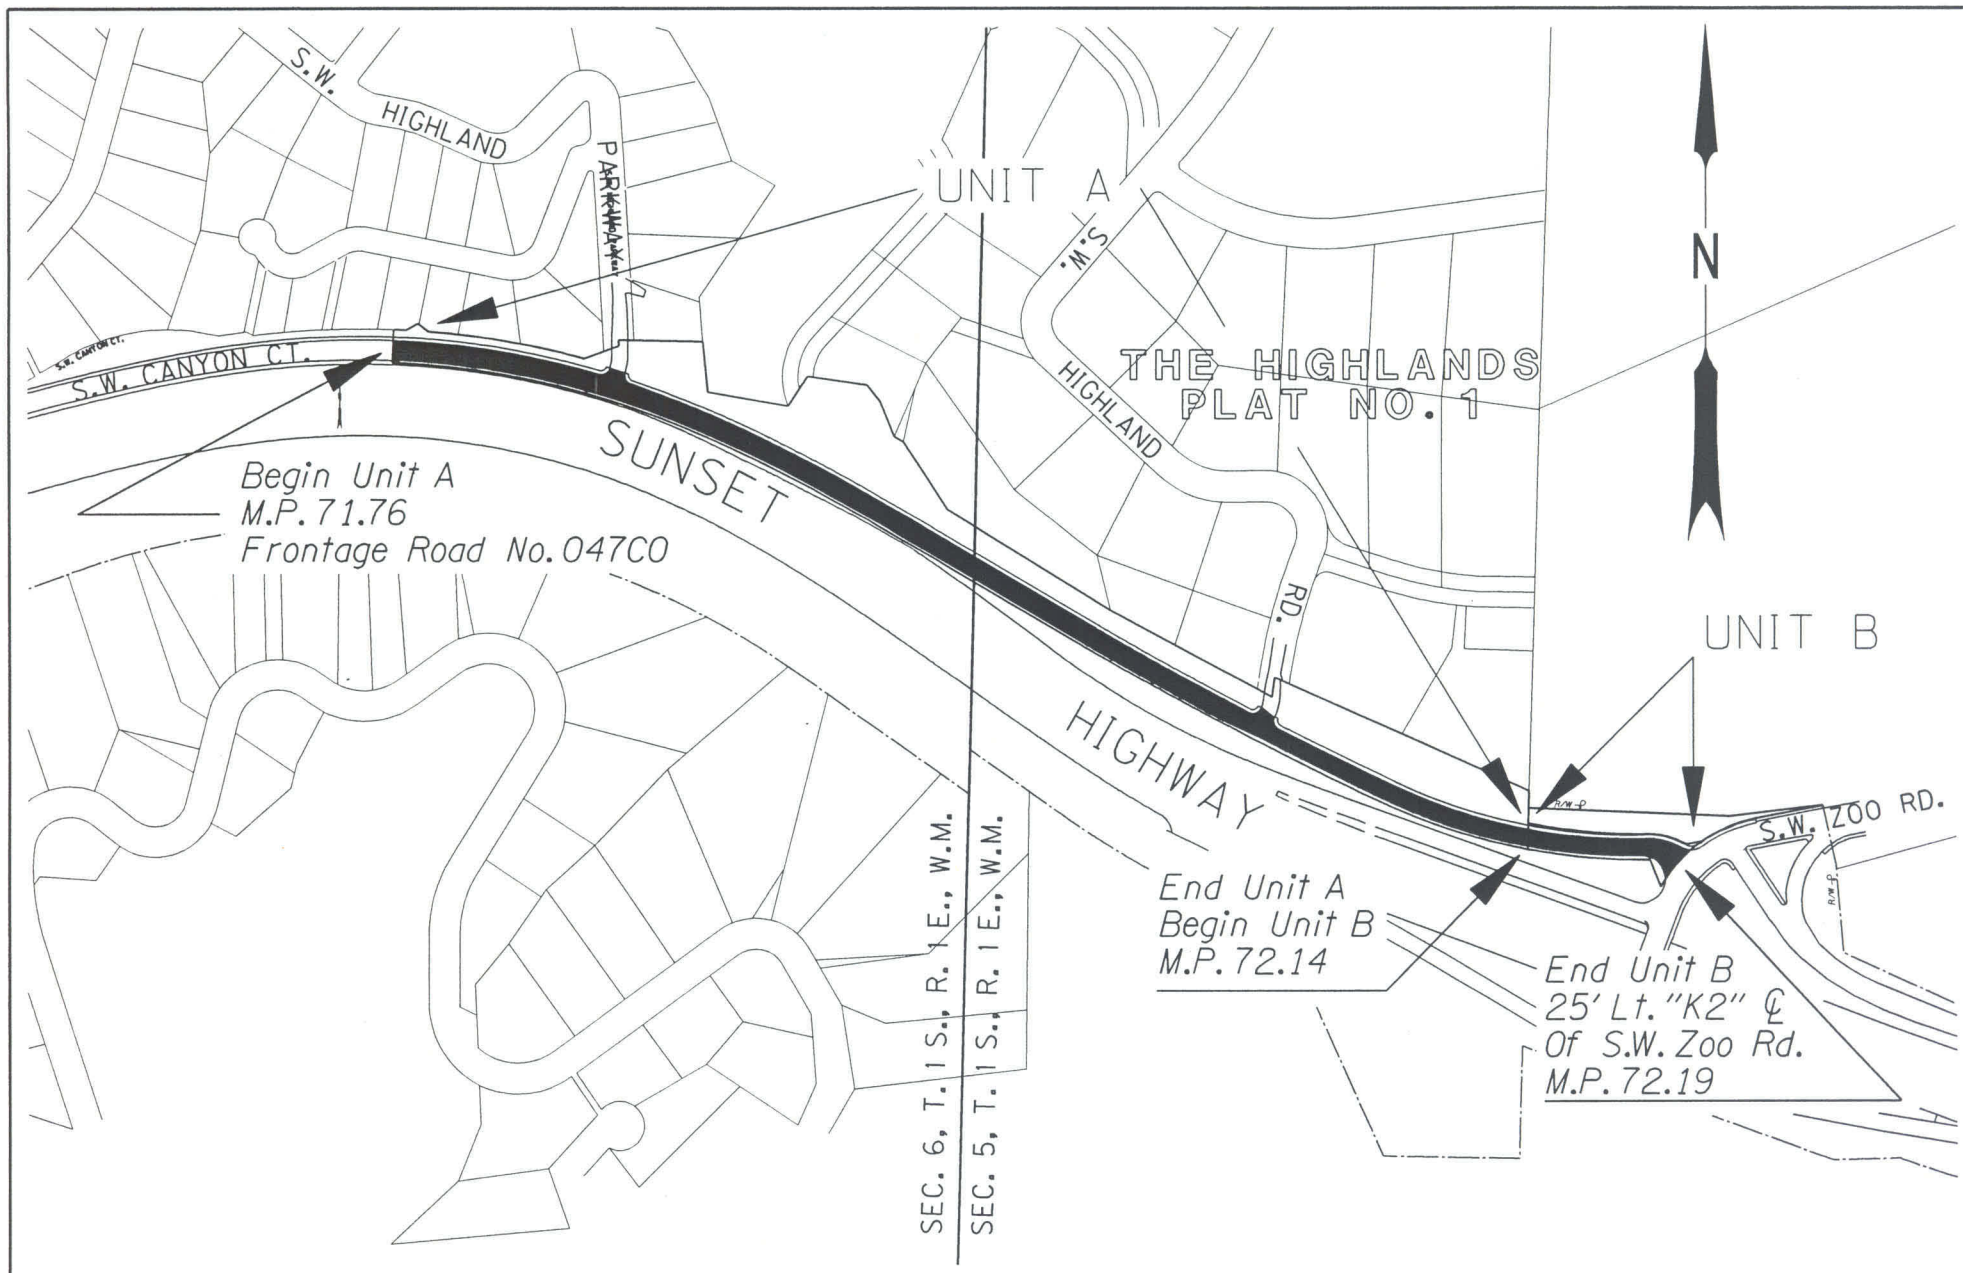 S.W.
HIGHLAND
PARKWAY
UNIT A
S.W.
N
S.W. CANYON CT.
S.W. CANYON CT.
THE HIGHLANDS
PLAT NO. 1
HIGHLAND
SUNSET
Begin Unit A
M.P. 71.76
Frontage Road No. 047CO
RD.
UNIT B
HIGHWAY
R/W-P
S.W. ZOO RD.
R/W-P
End Unit A
Begin Unit B
M.P. 72.14
End Unit B
25' Lt. "K2" ℄
Of S.W. Zoo Rd.
M.P. 72.19
SEC. 6, T. 1 S., R. 1 E., W.M.
SEC. 5, T. 1 S., R. 1 E., W.M.